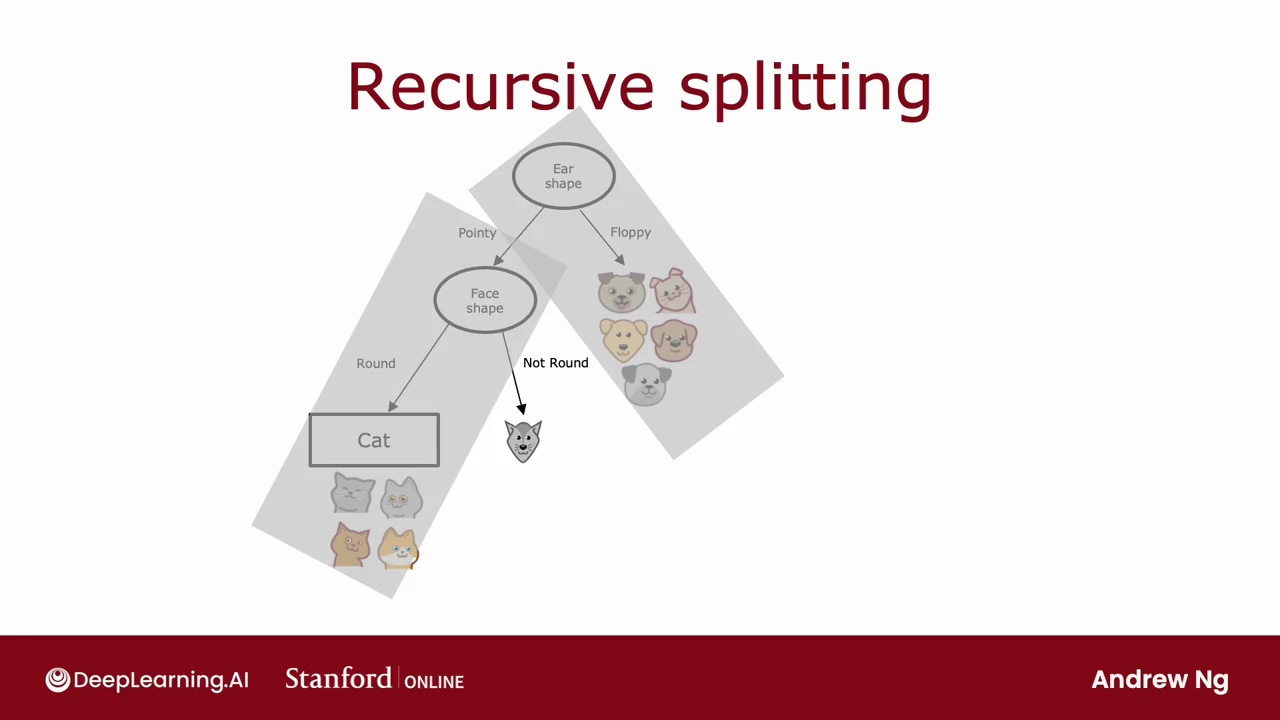 Recursive splitting
Ear
shape
Pointy
Floppy
Face
shape
Round
Not Round
Cat
DeepLearning.AI
Stanford ONLINE
Andrew Ng